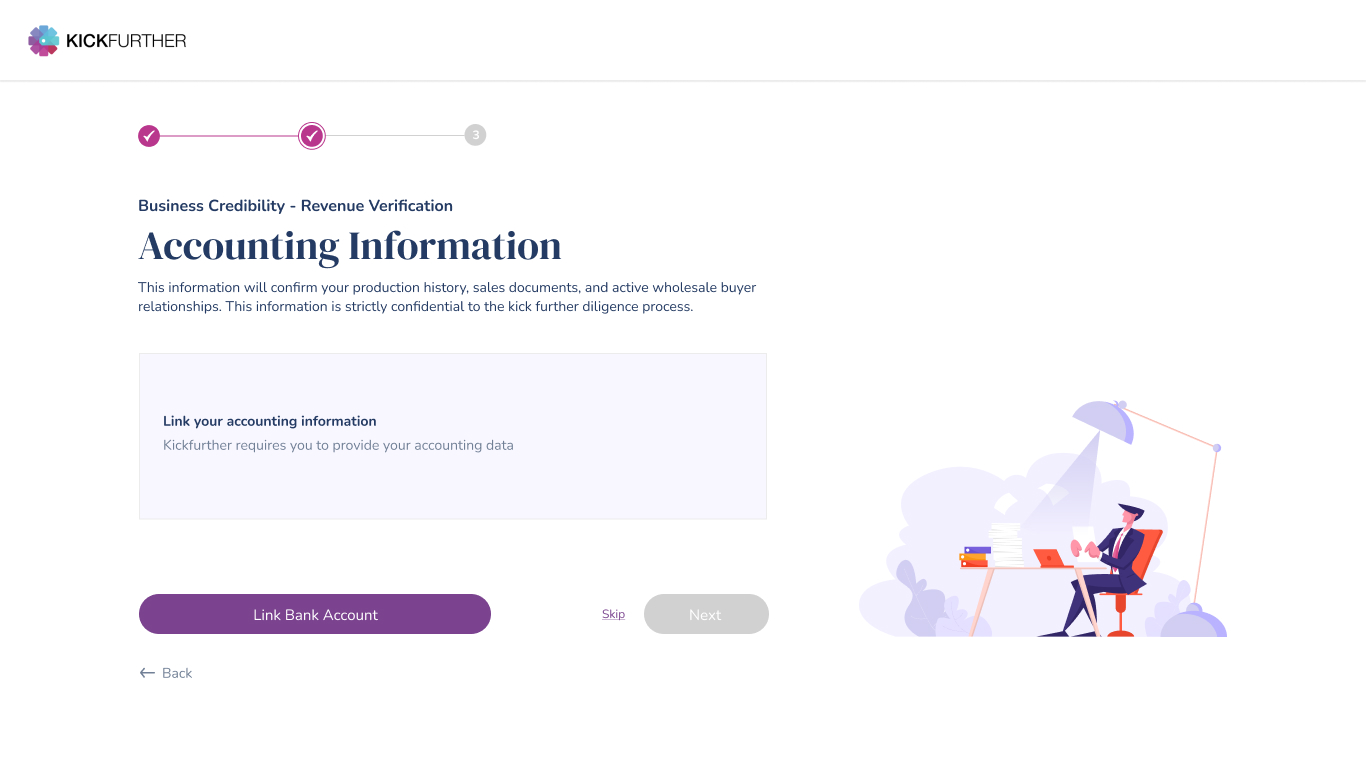 KICKFURTHER
3
Business Credibility - Revenue Verification
Accounting Information
This information will confirm your production history, sales documents, and active wholesale buyer
relationships. This information is strictly confidential to the kick further diligence process.
Link your accounting information
Kickfurther requires you to provide your accounting data
Link Bank Account
Skip
Next
Back